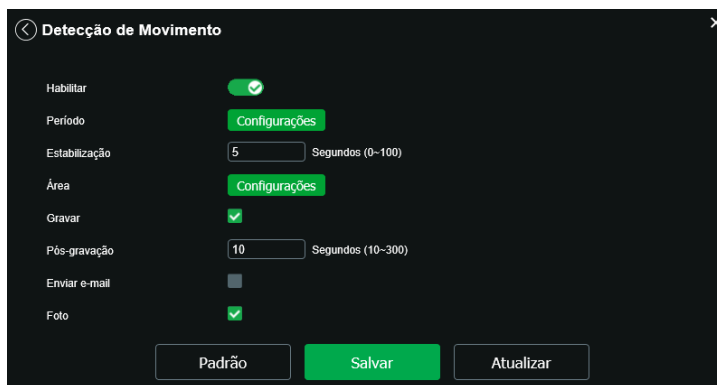 Detecção de Movimento
Habilitar
Período Configurações
Estabilização 5 Segundos (0~100)
Área Configurações
Gravar
Pós-gravação 10 Segundos (10~300)
Enviar e-mail
Foto
Padrão Salvar Atualizar